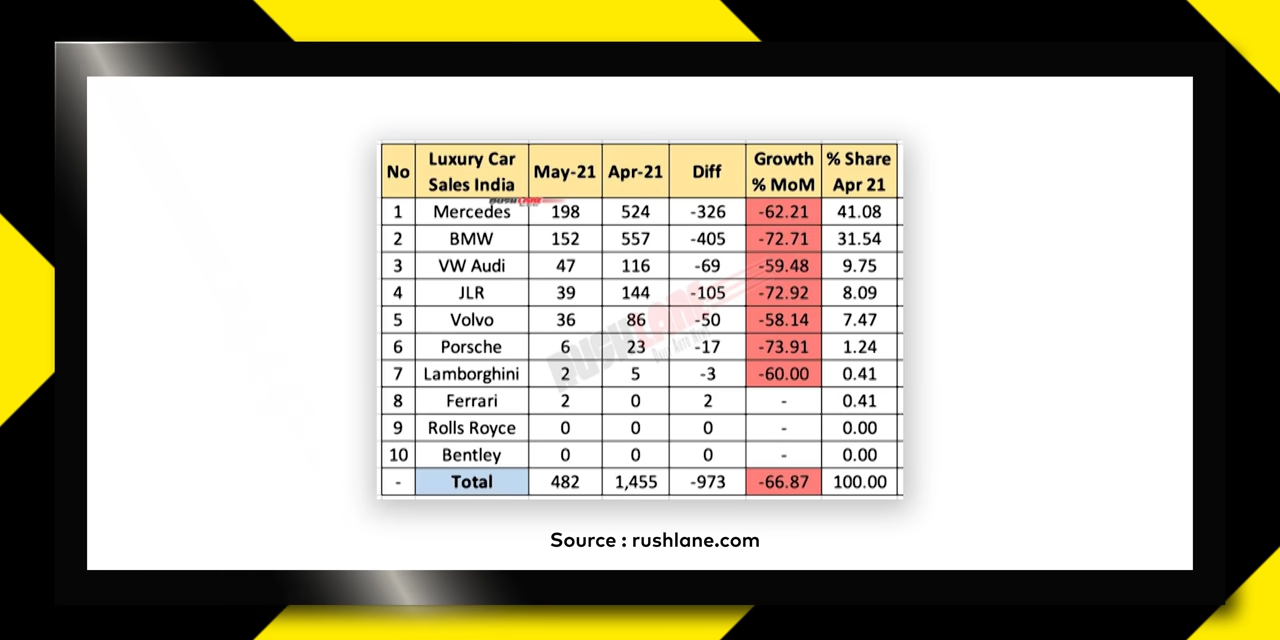 No Luxury Car Sales India May-21 Apr-21 Diff Growth % MoM % Share Apr 21
1 Mercedes 198 524 -326 -62.21 41.08
2 BMW 152 557 -405 -72.71 31.54
3 VW Audi 47 116 -69 -59.48 9.75
4 JLR 39 144 -105 -72.92 8.09
5 Volvo 36 86 -50 -58.14 7.47
6 Porsche 6 23 -17 -73.91 1.24
7 Lamborghini 2 5 -3 -60.00 0.41
8 Ferrari 2 0 2 - 0.41
9 Rolls Royce 0 0 0 - 0.00
10 Bentley 0 0 0 - 0.00
- Total 482 1,455 -973 -66.87 100.00
RUSHLANE
Source : rushlane.com